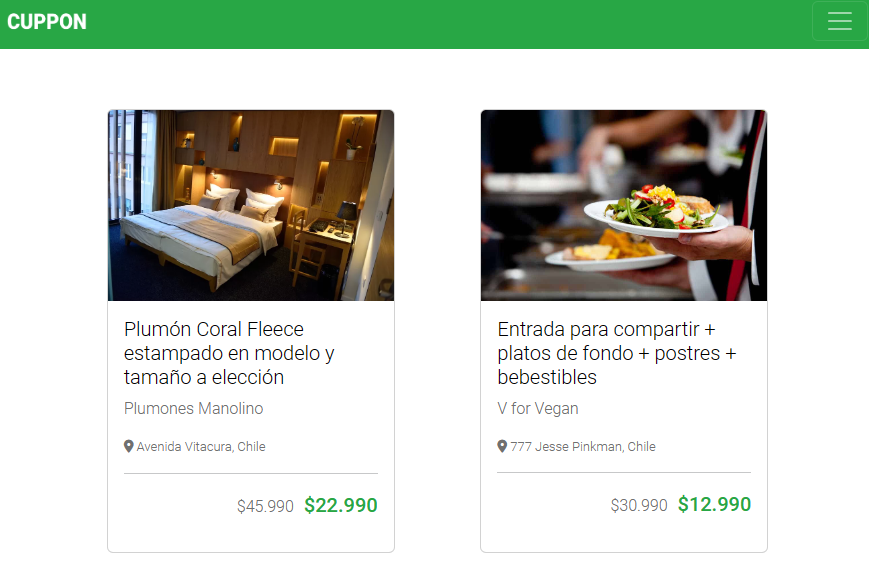 CUPPON
Plumón Coral Fleece
estampado en modelo y
tamaño a elección
Plumones Manolino
Avenida Vitacura, Chile
$45.990 $22.990
Entrada para compartir +
platos de fondo + postres +
bebestibles
V for Vegan
777 Jesse Pinkman, Chile
$30.990 $12.990